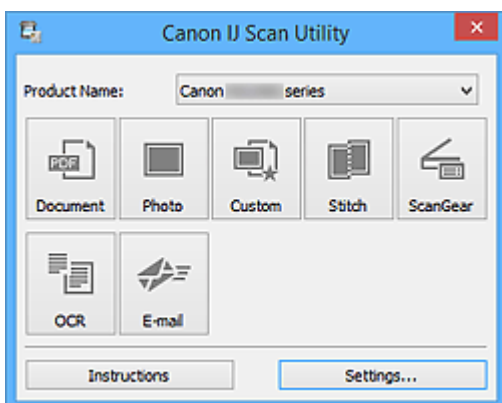 Canon IJ Scan Utility
Product Name: Canon series
PDF
Document Photo Custom Stitch ScanGear
OCR E-mail
Instructions Settings...